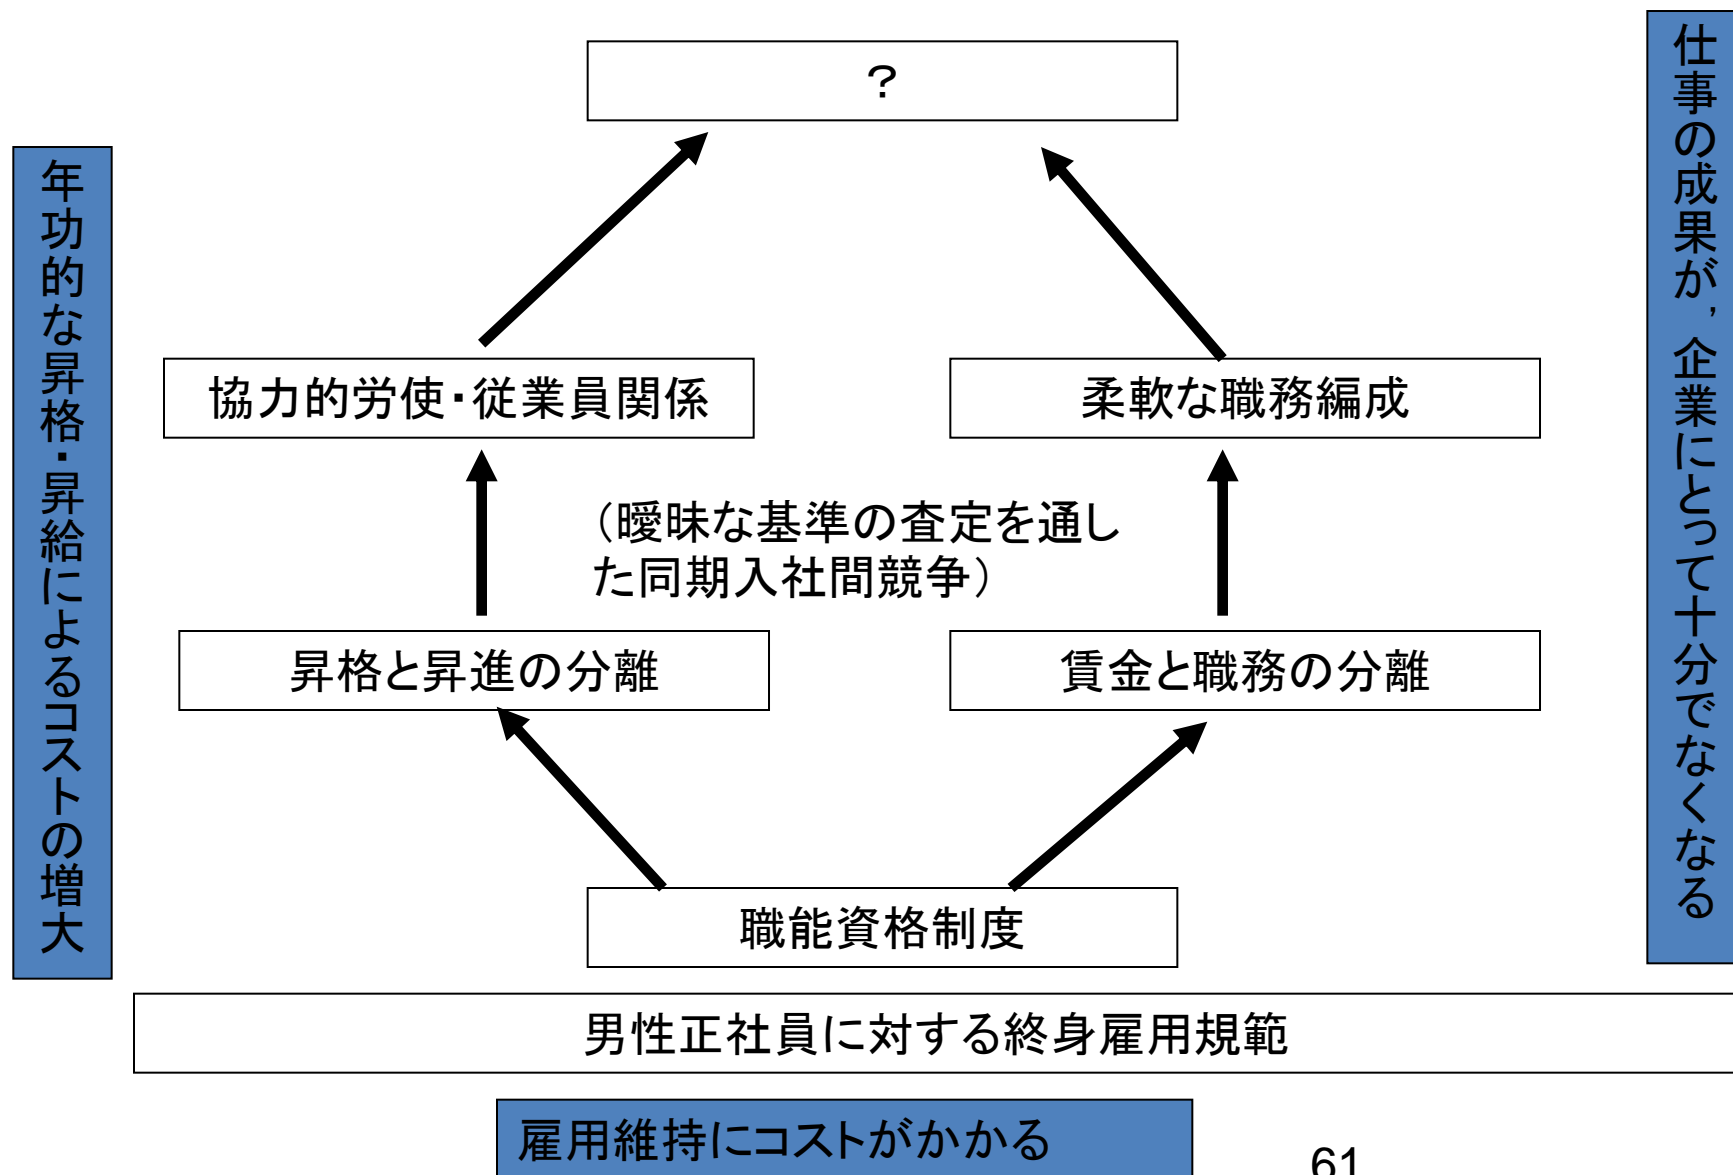 ？
仕事の成果が，企業にとって十分でなくなる
年功的な昇格・昇給によるコストの増大
協力的労使・従業員関係
柔軟な職務編成
（曖昧な基準の査定を通し
た同期入社間競争）
昇格と昇進の分離
賃金と職務の分離
職能資格制度
男性正社員に対する終身雇用規範
雇用維持にコストがかかる
61